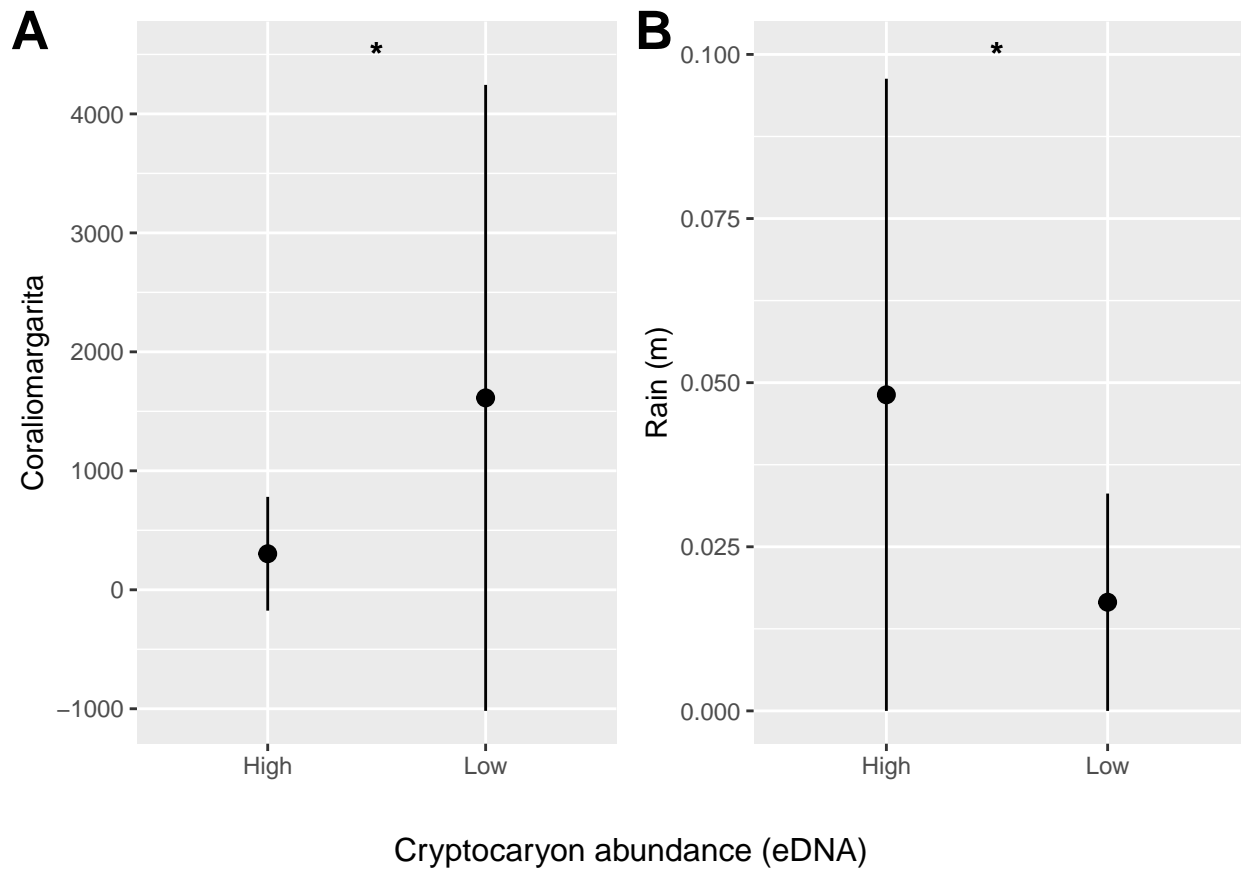 A
*
Coraliomargarita
4000
3000
2000
1000
0
−1000
High Low
B
*
Rain (m)
0.100
0.075
0.050
0.025
0.000
High Low
Cryptocaryon abundance (eDNA)